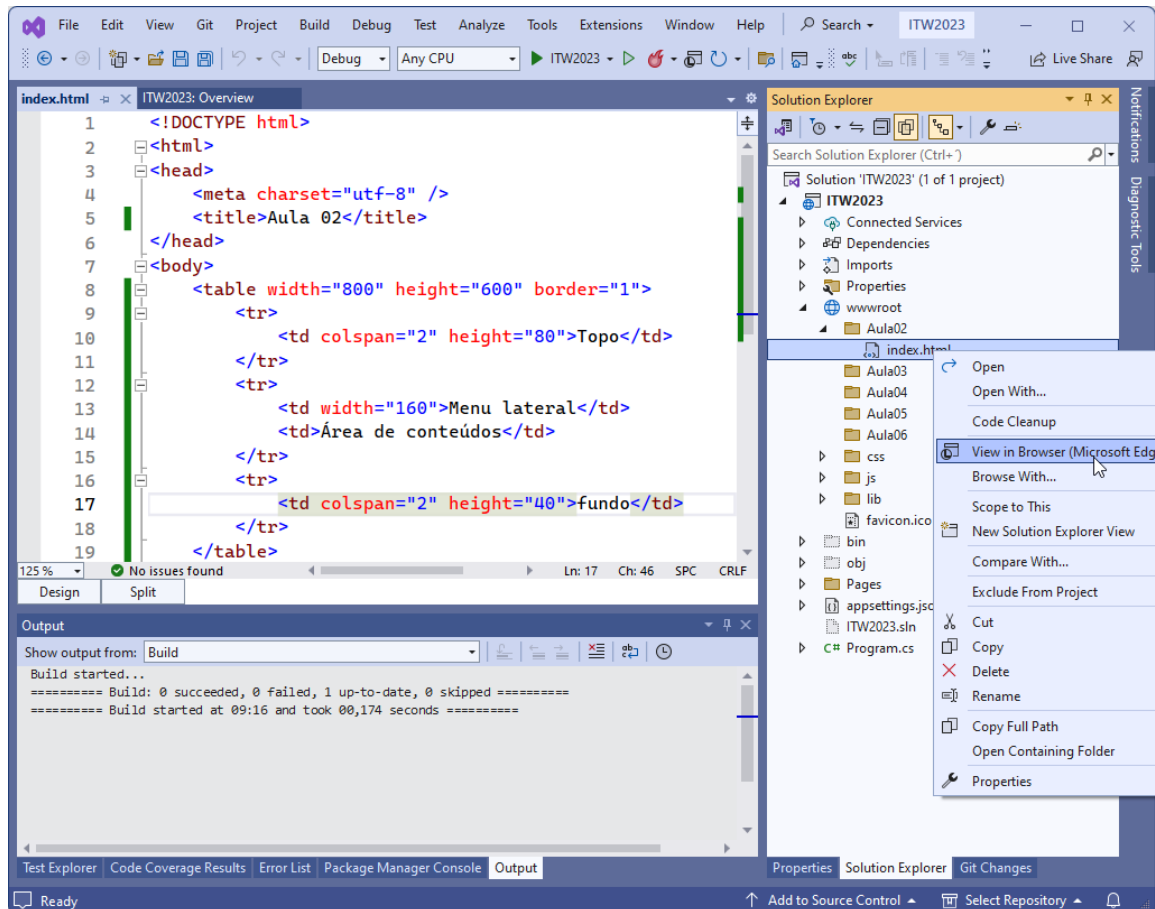 File Edit View Git Project Build Debug Test Analyze Tools Extensions Window Help Search ITW2023
Debug Any CPU ITW2023 Live Share
index.html ITW2023: Overview
1 <!DOCTYPE html>
2 <html>
3 <head>
4 <meta charset="utf-8" />
5 <title>Aula 02</title>
6 </head>
7 <body>
8 <table width="800" height="600" border="1">
9 <tr>
10 <td colspan="2" height="80">Topo</td>
11 </tr>
12 <tr>
13 <td width="160">Menu lateral</td>
14 <td>Área de conteúdos</td>
15 </tr>
16 <tr>
17 <td colspan="2" height="40">fundo</td>
18 </tr>
19 </table>
125 % No issues found Ln: 17 Ch: 46 SPC CRLF
Design Split
Output
Show output from: Build
Build started...
========== Build: 0 succeeded, 0 failed, 1 up-to-date, 0 skipped ==========
========== Build started at 09:16 and took 00,174 seconds ==========
Test Explorer Code Coverage Results Error List Package Manager Console Output
Solution Explorer
Search Solution Explorer (Ctrl+´)
Solution 'ITW2023' (1 of 1 project)
ITW2023
Connected Services
Dependencies
Imports
Properties
wwwroot
Aula02
index.html
Aula03
Aula04
Aula05
Aula06
css
js
lib
favicon.ico
bin
obj
Pages
appsettings.jsc
ITW2023.sln
C# Program.cs
Open
Open With...
Code Cleanup
View in Browser (Microsoft Edg
Browse With...
Scope to This
New Solution Explorer View
Compare With...
Exclude From Project
Cut
Copy
Delete
Rename
Copy Full Path
Open Containing Folder
Properties
Properties Solution Explorer Git Changes
Notifications
Diagnostic Tools
Ready Add to Source Control Select Repository